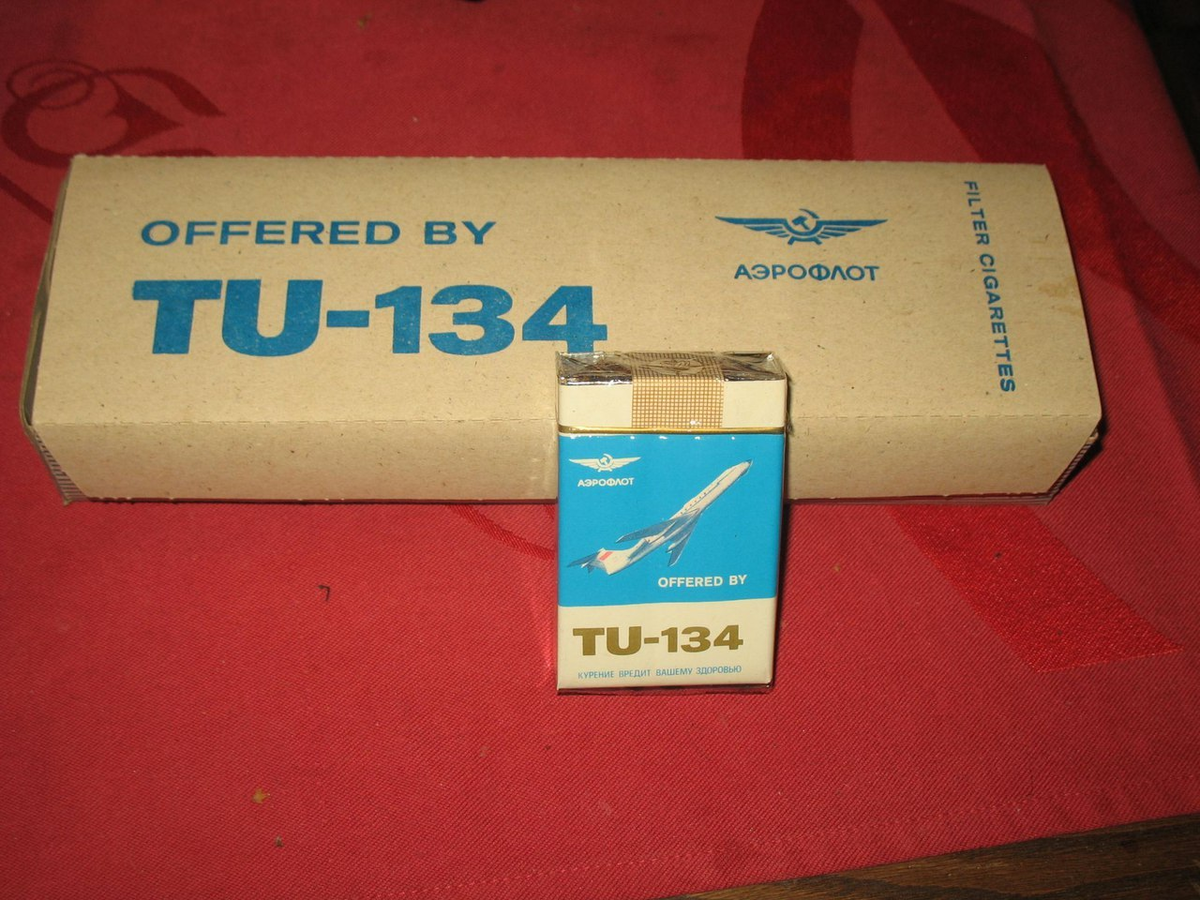 OFFERED BY
TU-134
АЭРОФЛОТ
FILTER CIGARETTES
АЭРОФЛОТ
OFFERED BY
TU-134
КУРЕНИЕ ВРЕДИТ ВАШЕМУ ЗДОРОВЬЮ